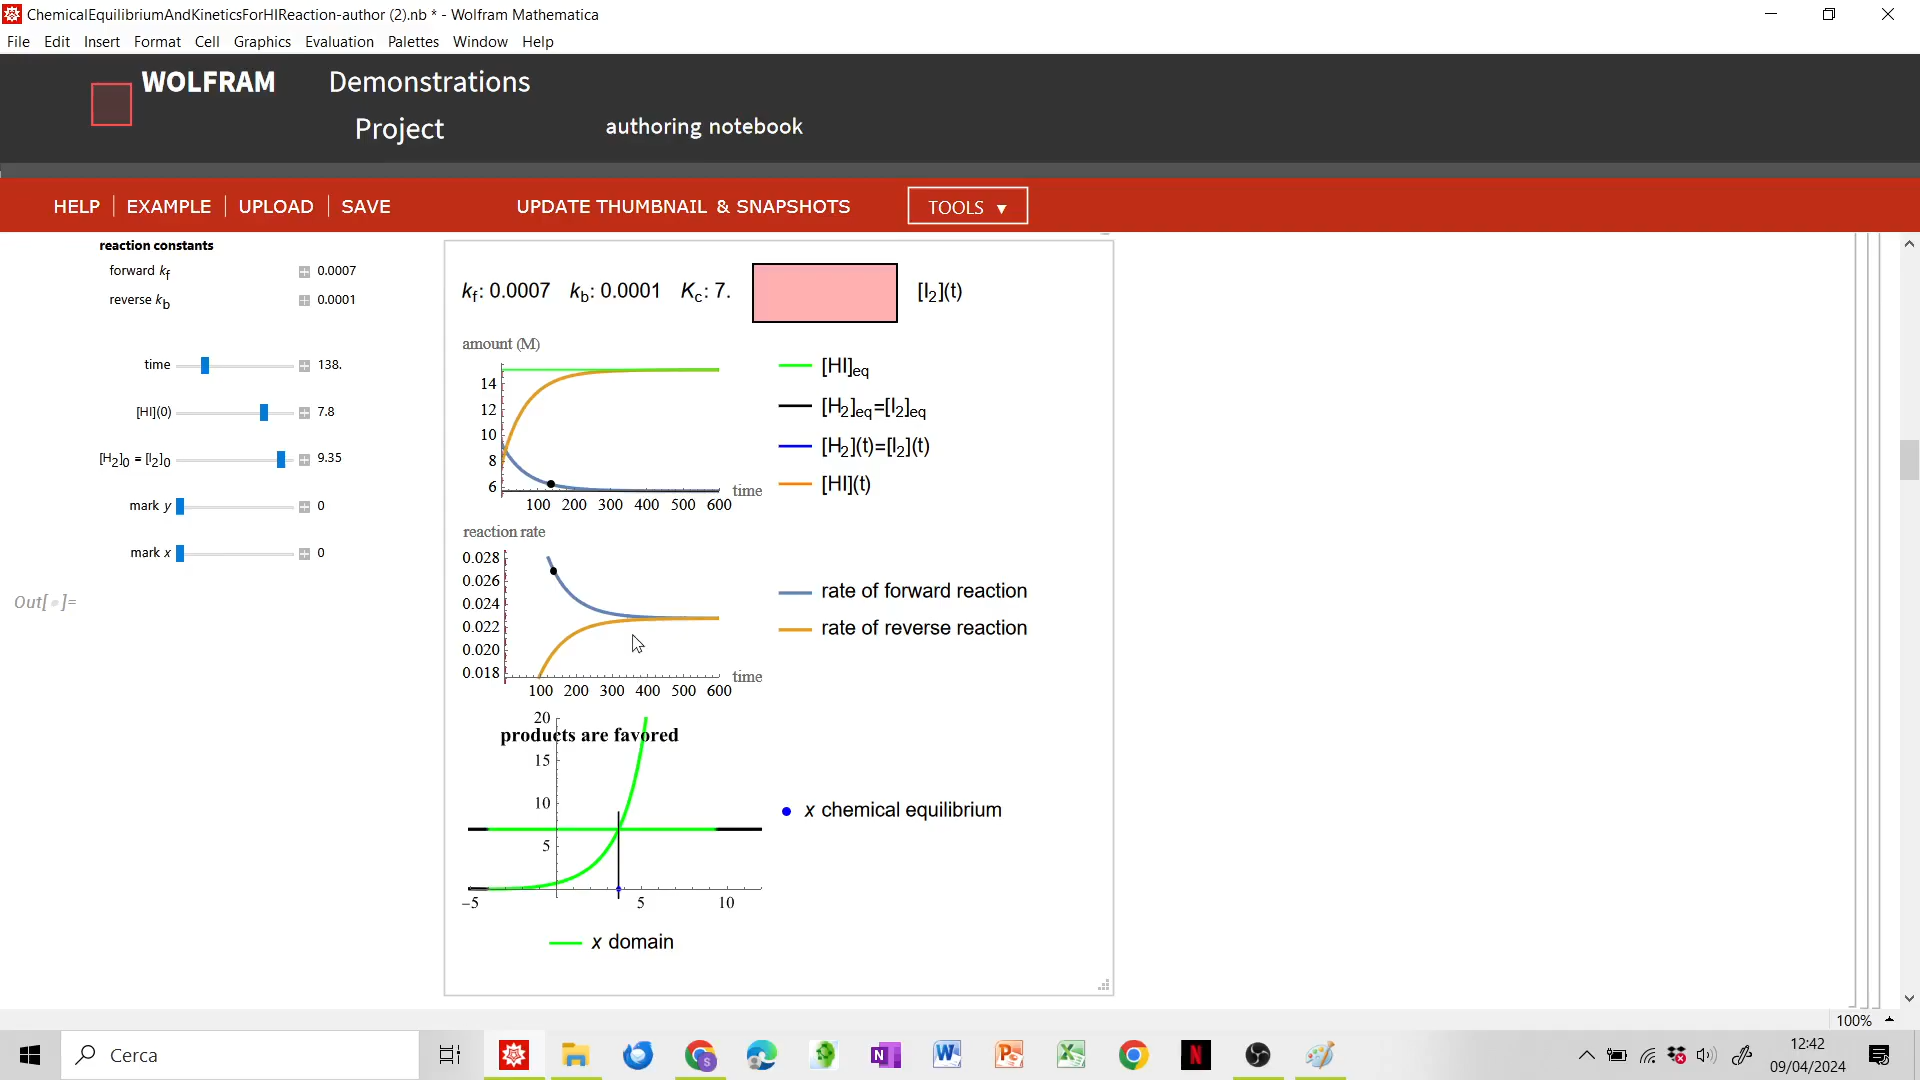 ChemicalEquilibriumAndKineticsForHIReaction-author (2).nb * - Wolfram Mathematica
File Edit Insert Format Cell Graphics Evaluation Palettes Window Help
WOLFRAM Demonstrations
Project authoring notebook
HELP EXAMPLE UPLOAD SAVE UPDATE THUMBNAIL & SNAPSHOTS TOOLS ▼
reaction constants
forward kf 0.0007
reverse kb 0.0001
time 138.
[HI](0) 7.8
[H2]0 = [I2]0 9.35
mark y 0
mark x 0
Out[ ]=
kf: 0.0007 kb: 0.0001 Kc: 7. [I2](t)
amount (M)
14
12
10
8
6
100 200 300 400 500 600 time
[HI]eq
[H2]eq=[I2]eq
[H2](t)=[I2](t)
[HI](t)
reaction rate
0.028
0.026
0.024
0.022
0.020
0.018
100 200 300 400 500 600 time
rate of forward reaction
rate of reverse reaction
20
products are favored
15
10
5
-5 5 10
x chemical equilibrium
x domain
100%
Cerca
12:42
09/04/2024